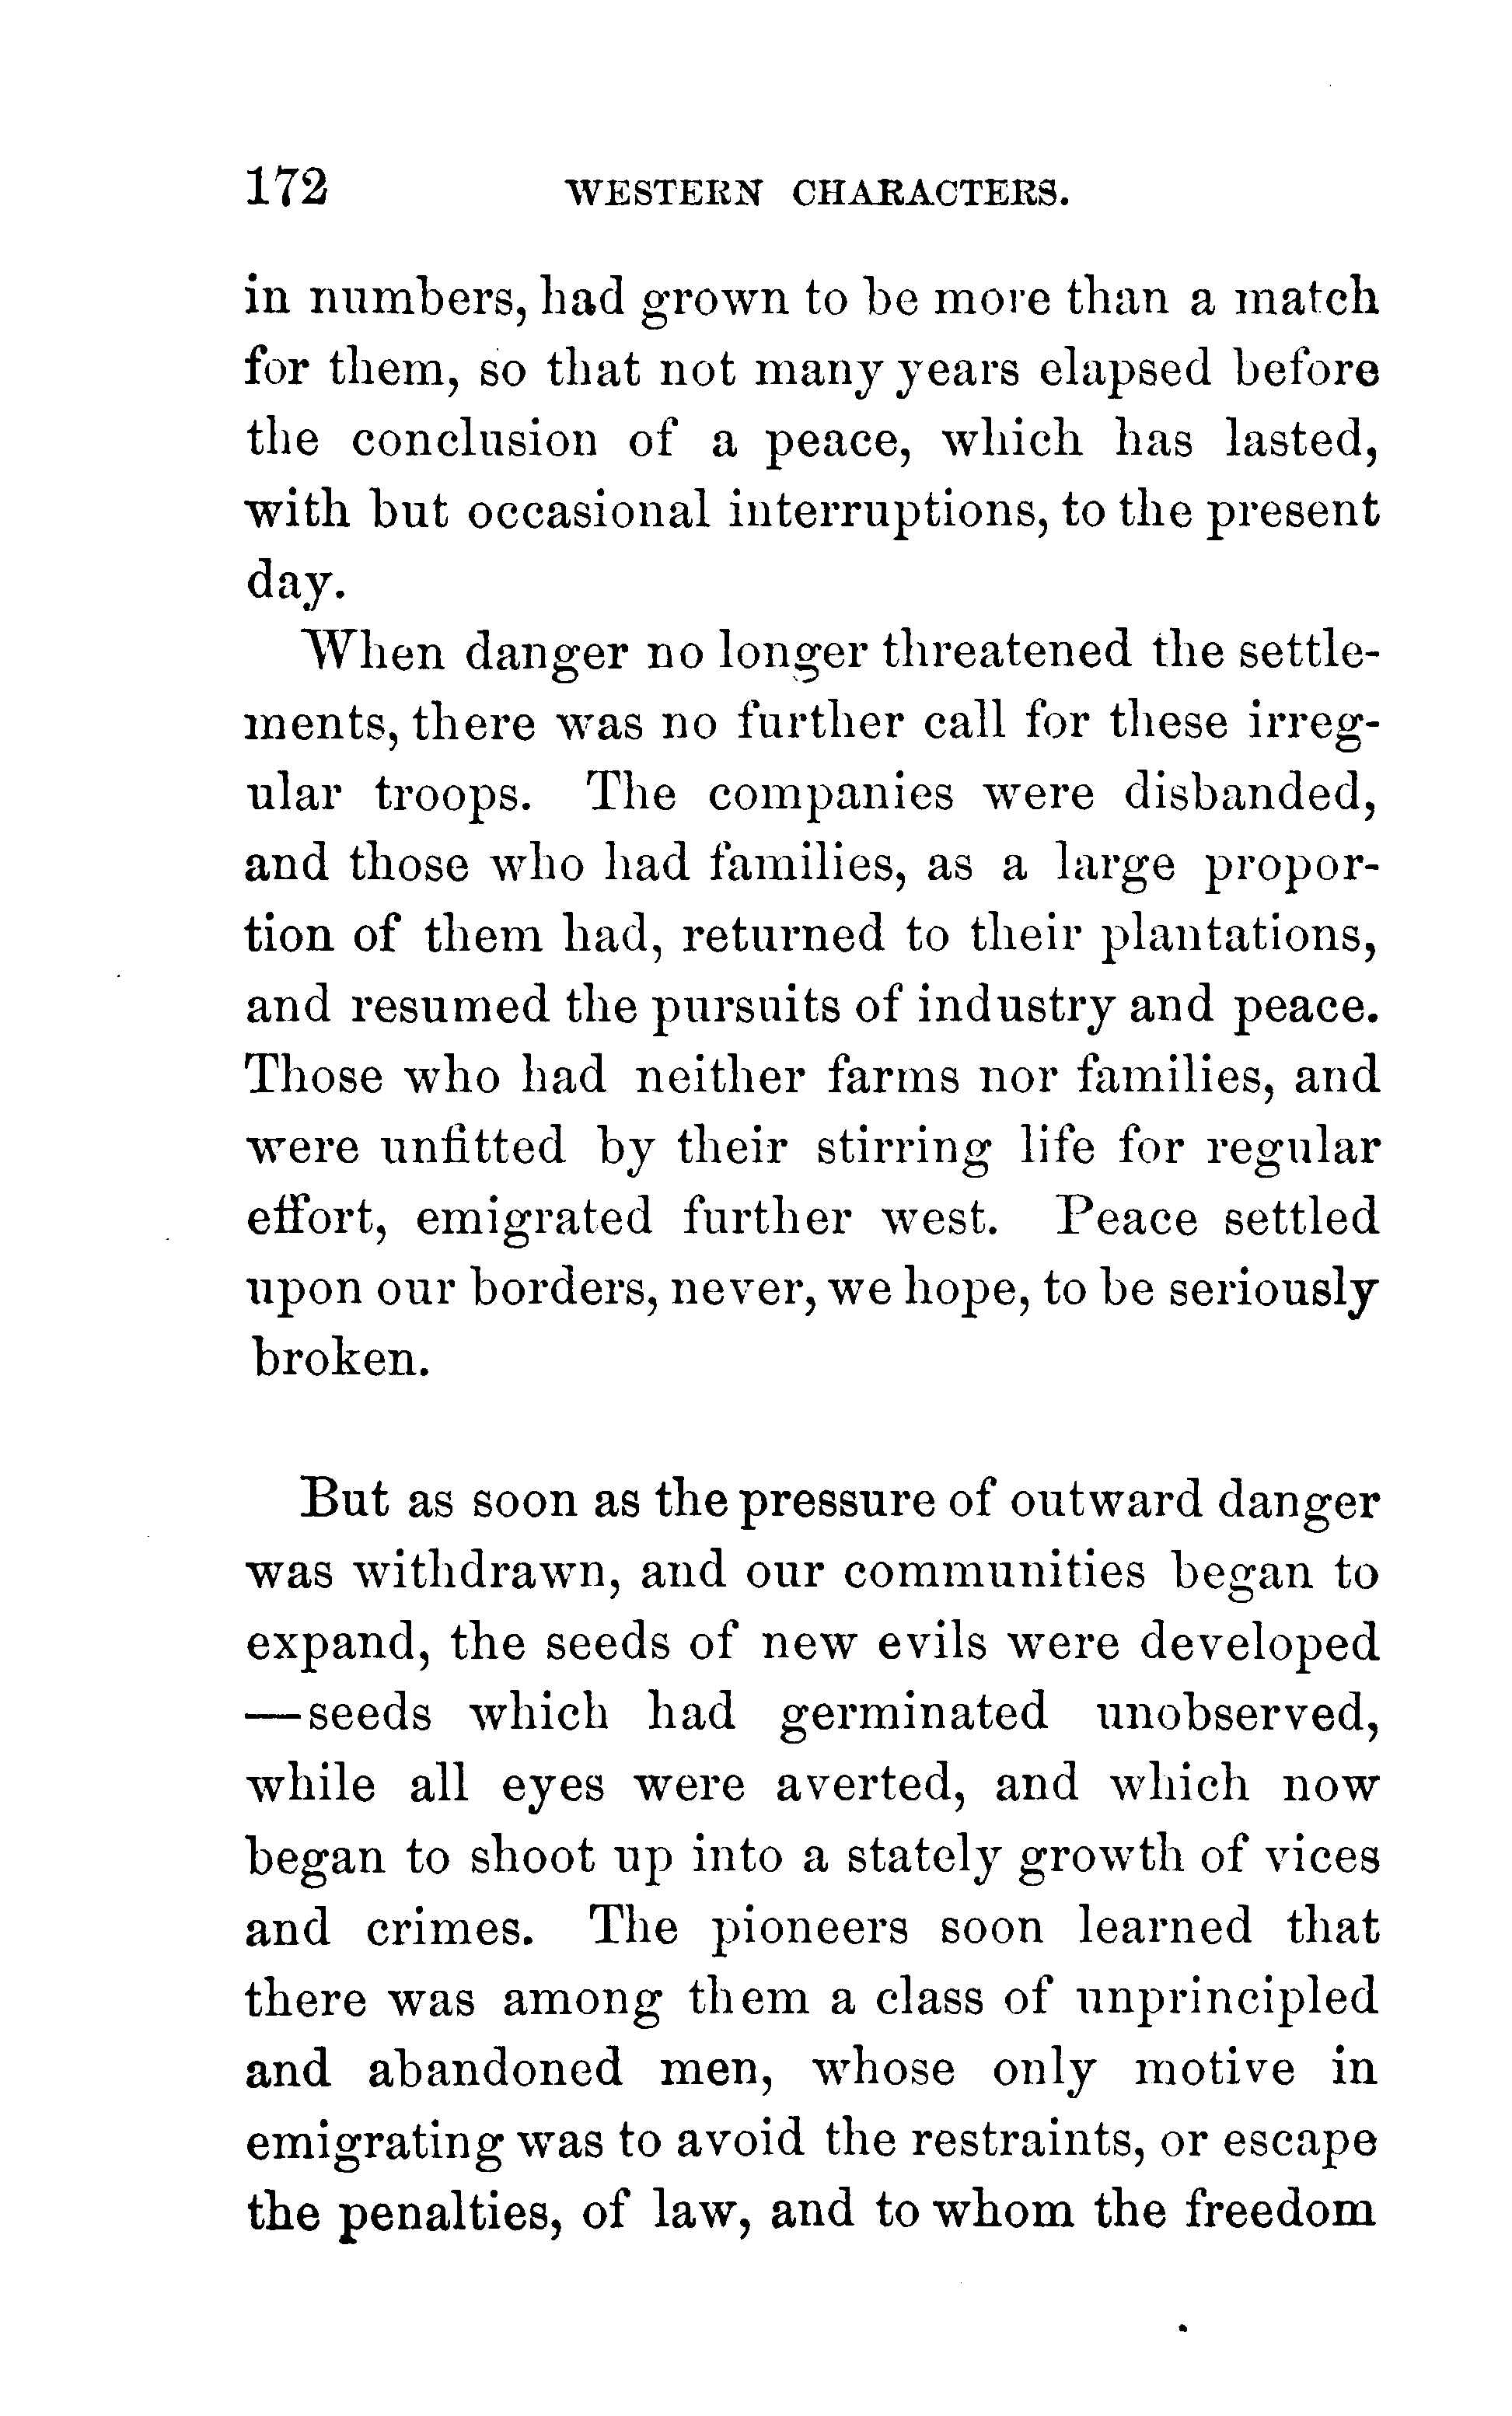 172 WESTERN CHARACTERS.
in numbers, had grown to be more than a match
for them, so that not many years elapsed before
the conclusion of a peace, which has lasted,
with but occasional interruptions, to the present
day.
When danger no longer threatened the settle-
ments, there was no further call for these irreg-
ular troops. The companies were disbanded,
and those who had families, as a large propor-
tion of them had, returned to their plantations,
and resumed the pursuits of industry and peace.
Those who had neither farms nor families, and
were unfitted by their stirring life for regular
effort, emigrated further west. Peace settled
upon our borders, never, we hope, to be seriously
broken.
But as soon as the pressure of outward danger
was withdrawn, and our communities began to
expand, the seeds of new evils were developed
—seeds which had germinated unobserved,
while all eyes were averted, and which now
began to shoot up into a stately growth of vices
and crimes. The pioneers soon learned that
there was among them a class of unprincipled
and abandoned men, whose only motive in
emigrating was to avoid the restraints, or escape
the penalties, of law, and to whom the freedom